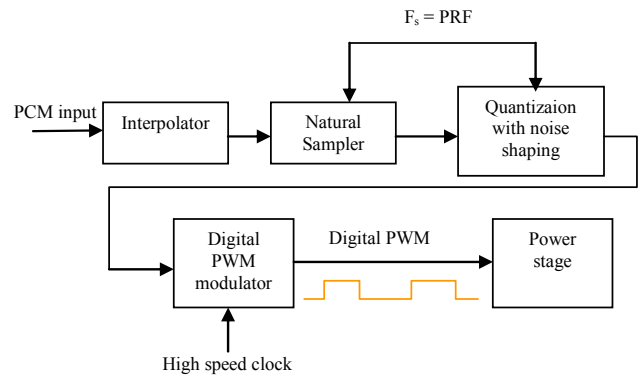 Fs = PRF
PCM input
Interpolator
Natural
Sampler
Quantizaion
with noise
shaping
Digital
PWM
modulator
Digital PWM
Power
stage
High speed clock